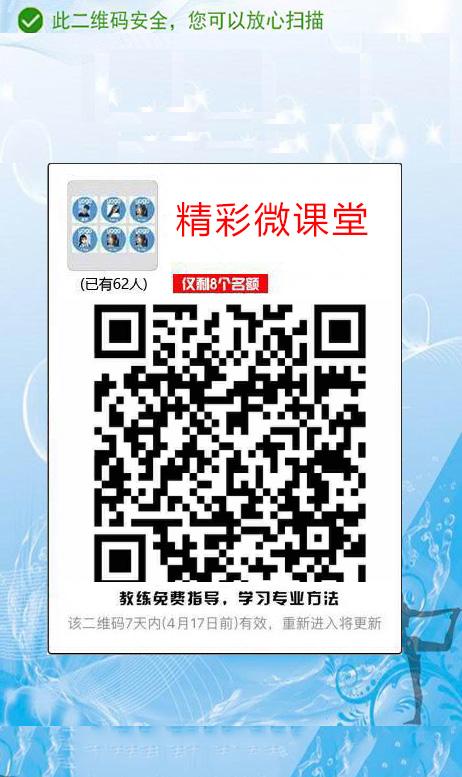 此二维码安全，您可以放心扫描
精彩微课堂
(已有62人)
仅剩8个名额
教练免费指导，学习专业方法
该二维码7天内(4月17日前)有效，重新进入将更新